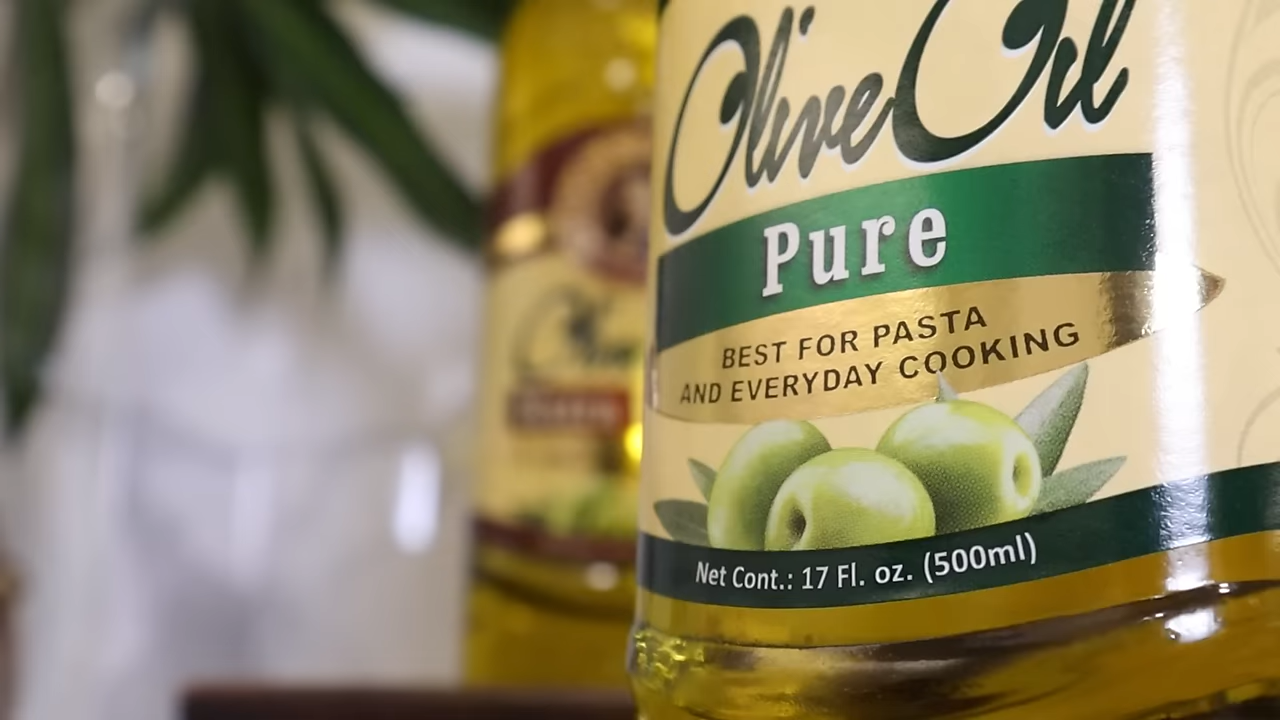 Olive Oil
Pure
BEST FOR PASTA
AND EVERYDAY COOKING
Net Cont.: 17 Fl. oz. (500ml)